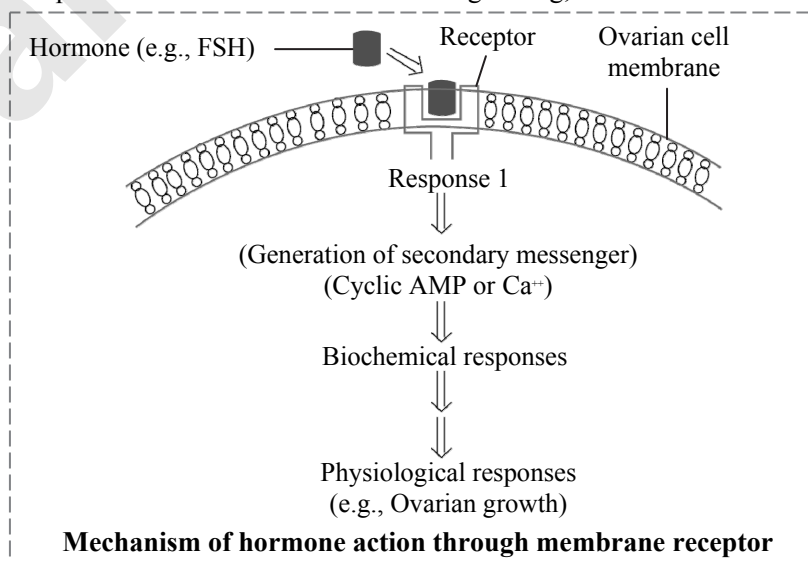 Hormone (e.g., FSH)
Receptor
Ovarian cell
membrane
Response 1
(Generation of secondary messenger)
(Cyclic AMP or Ca⁺⁺)
Biochemical responses
Physiological responses
(e.g., Ovarian growth)
Mechanism of hormone action through membrane receptor